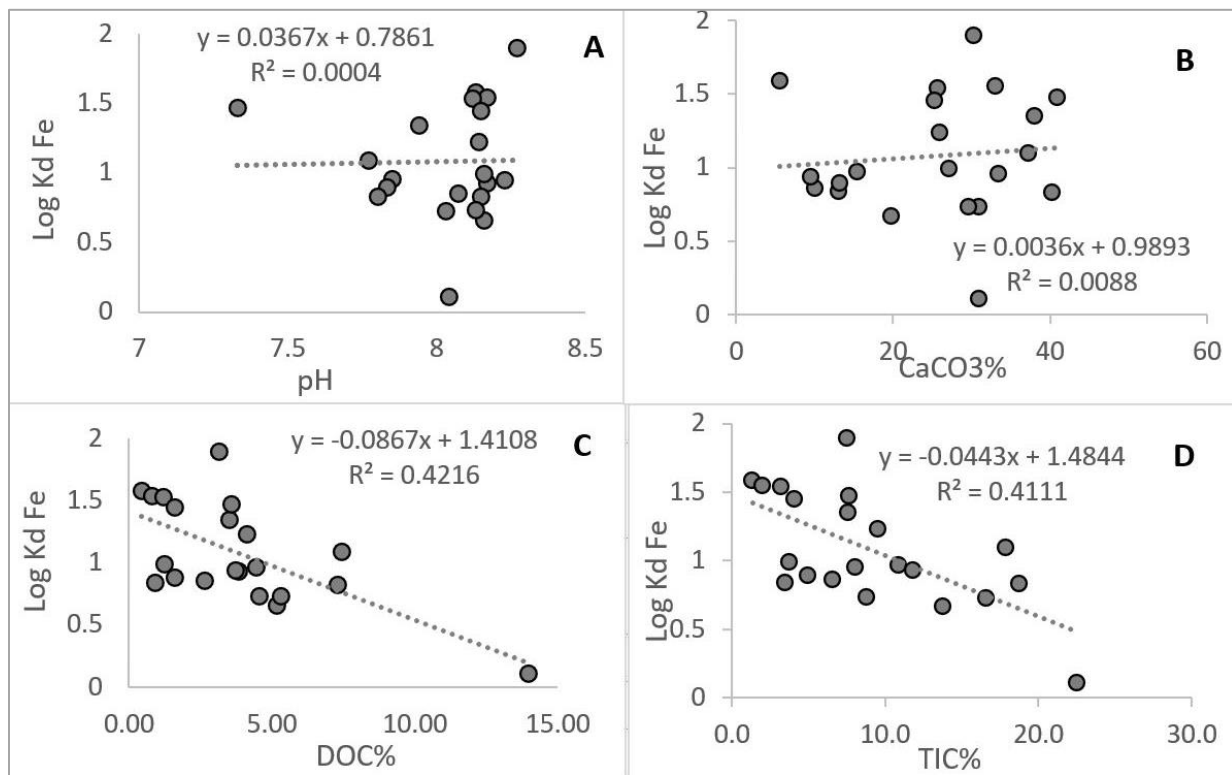 y = 0.0367x + 0.7861
R² = 0.0004
A
Log Kd Fe
2
1.5
1
0.5
0
7
7.5
8
8.5
pH
y = 0.0036x + 0.9893
R² = 0.0088
B
Log Kd Fe
2
1.5
1
0.5
0
0
20
40
60
CaCO3%
y = -0.0867x + 1.4108
R² = 0.4216
C
Log Kd Fe
2
1.5
1
0.5
0
0.00
5.00
10.00
15.00
DOC%
y = -0.0443x + 1.4844
R² = 0.4111
D
Log Kd Fe
2
1.5
1
0.5
0
0.0
10.0
20.0
30.0
TIC%